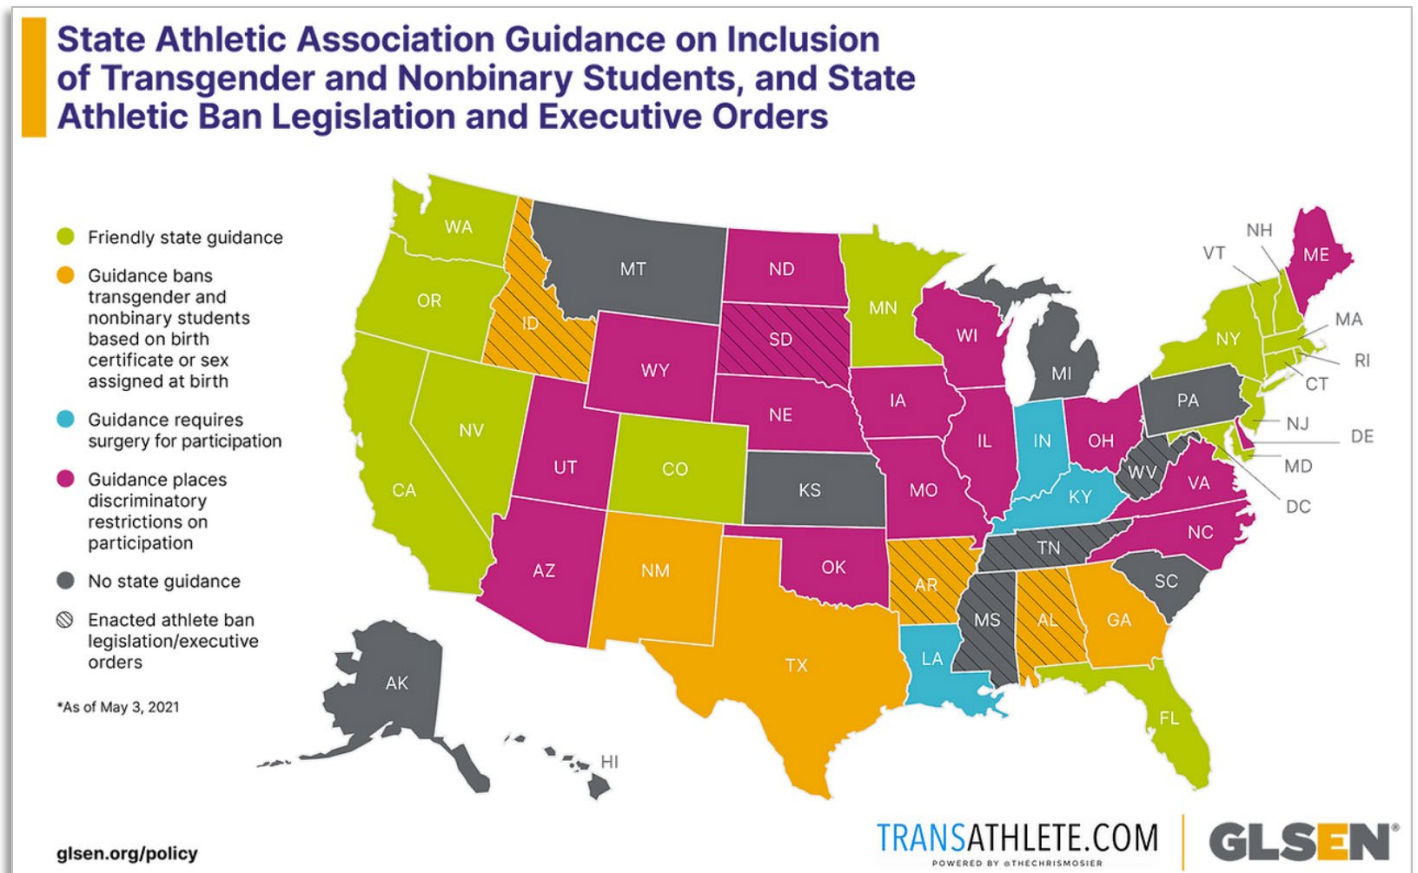 State Athletic Association Guidance on Inclusion
of Transgender and Nonbinary Students, and State
Athletic Ban Legislation and Executive Orders
Friendly state guidance
Guidance bans
transgender and
nonbinary students
based on birth
certificate or sex
assigned at birth
Guidance requires
surgery for participation
Guidance places
discriminatory
restrictions on
participation
No state guidance
Enacted athlete ban
legislation/executive
orders
*As of May 3, 2021
WA
OR
CA
NV
ID
MT
WY
UT
AZ
CO
NM
ND
SD
NE
KS
OK
TX
MN
IA
MO
AR
LA
WI
IL
MI
IN
OH
KY
TN
MS
AL
GA
FL
SC
NC
VA
WV
PA
NY
VT
NH
ME
MA
RI
CT
NJ
DE
MD
DC
AK
HI
glsen.org/policy
TRANSATHLETE.COM
POWERED BY @THECHRISMOSIER
GLSEN®